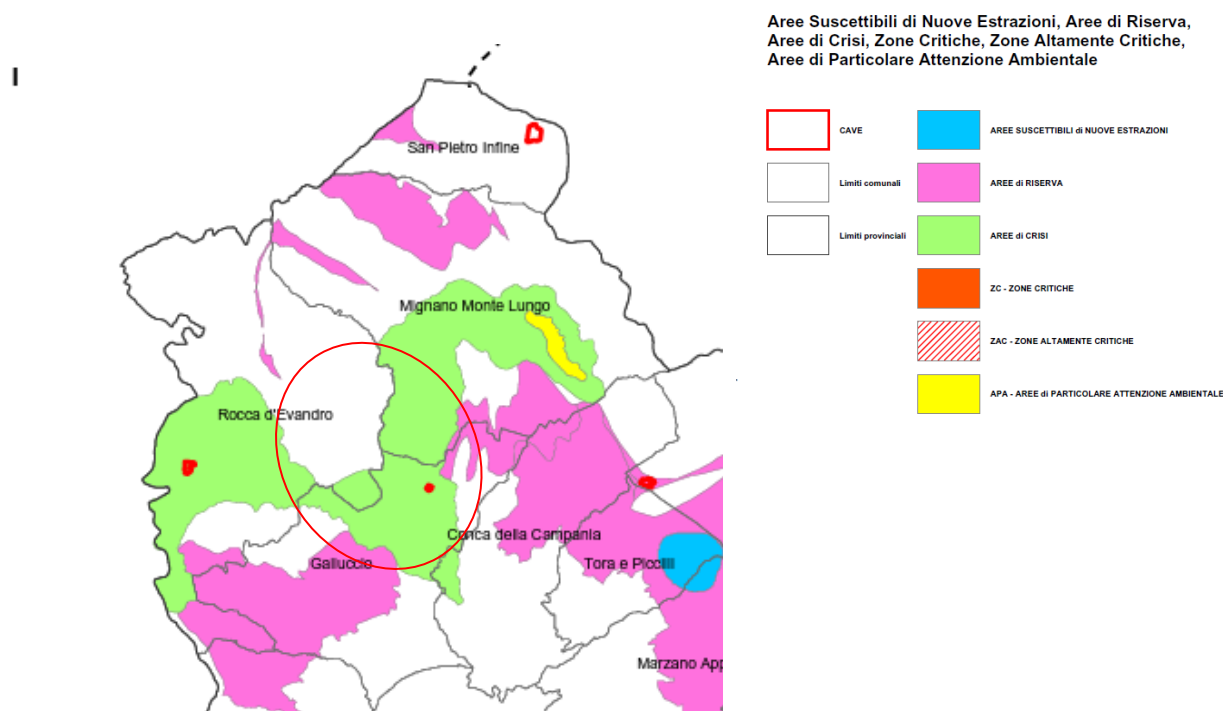 Aree Suscettibili di Nuove Estrazioni, Aree di Riserva,
Aree di Crisi, Zone Critiche, Zone Altamente Critiche,
Aree di Particolare Attenzione Ambientale
I
San Pietro Infine
Mignano Monte Lungo
Rocca d'Evandro
Conca della Campania
Galluccio
Tora e Piccilli
Marzano App
CAVE
Limiti comunali
Limiti provinciali
AREE SUSCETTIBILI di NUOVE ESTRAZIONI
AREE di RISERVA
AREE di CRISI
ZC - ZONE CRITICHE
ZAC - ZONE ALTAMENTE CRITICHE
APA - AREE di PARTICOLARE ATTENZIONE AMBIENTALE